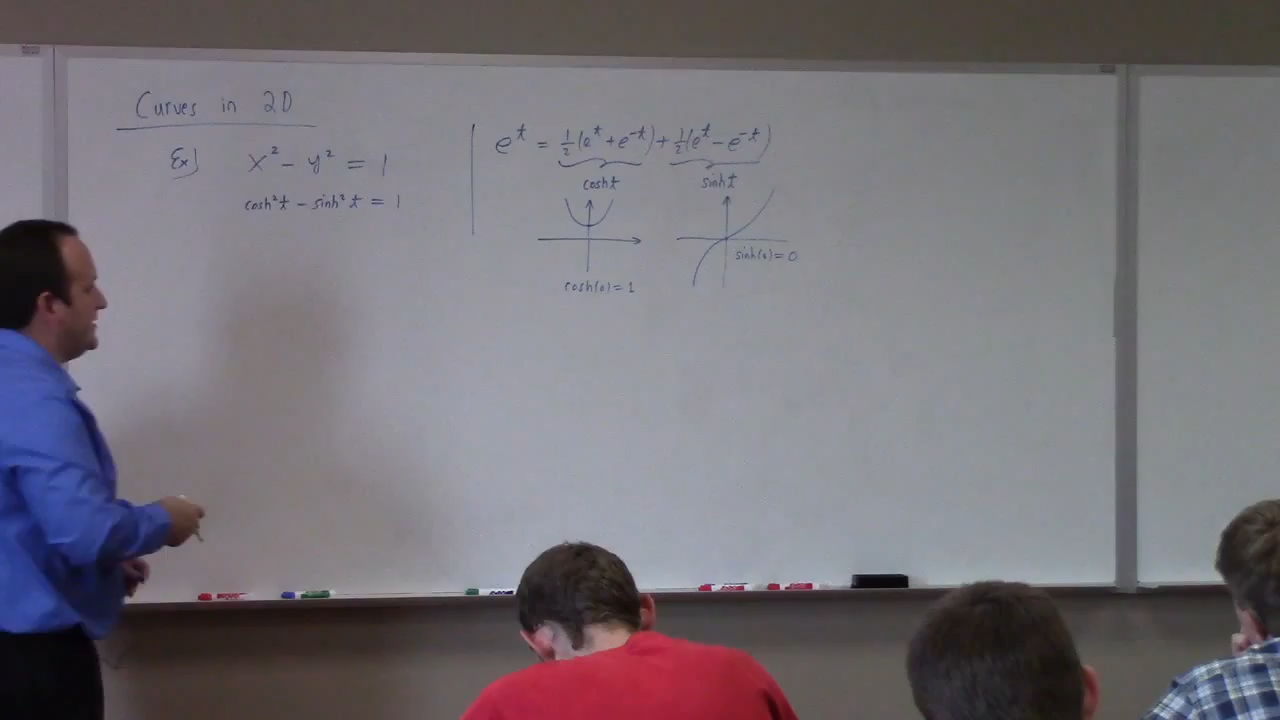 Curves in 2D
Ex) x² - y² = 1
cosh²t - sinh²t = 1
e^t = 1/2(e^t + e^-t) + 1/2(e^t - e^-t)
cosh t
sinh t
cosh(0) = 1
sinh(0) = 0